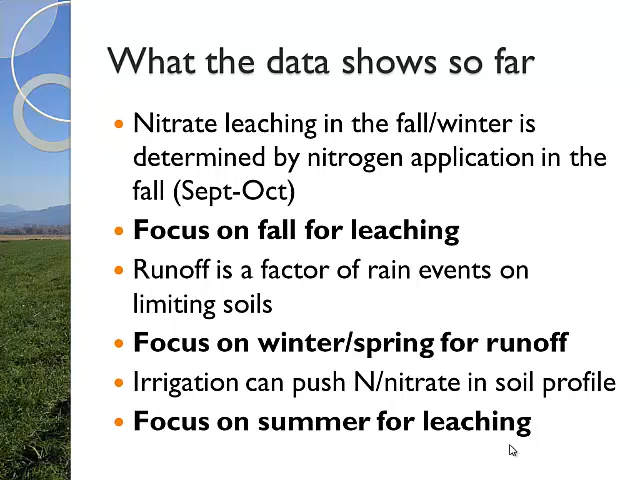 What the data shows so far
Nitrate leaching in the fall/winter is
determined by nitrogen application in the
fall (Sept-Oct)
Focus on fall for leaching
Runoff is a factor of rain events on
limiting soils
Focus on winter/spring for runoff
Irrigation can push N/nitrate in soil profile
Focus on summer for leaching